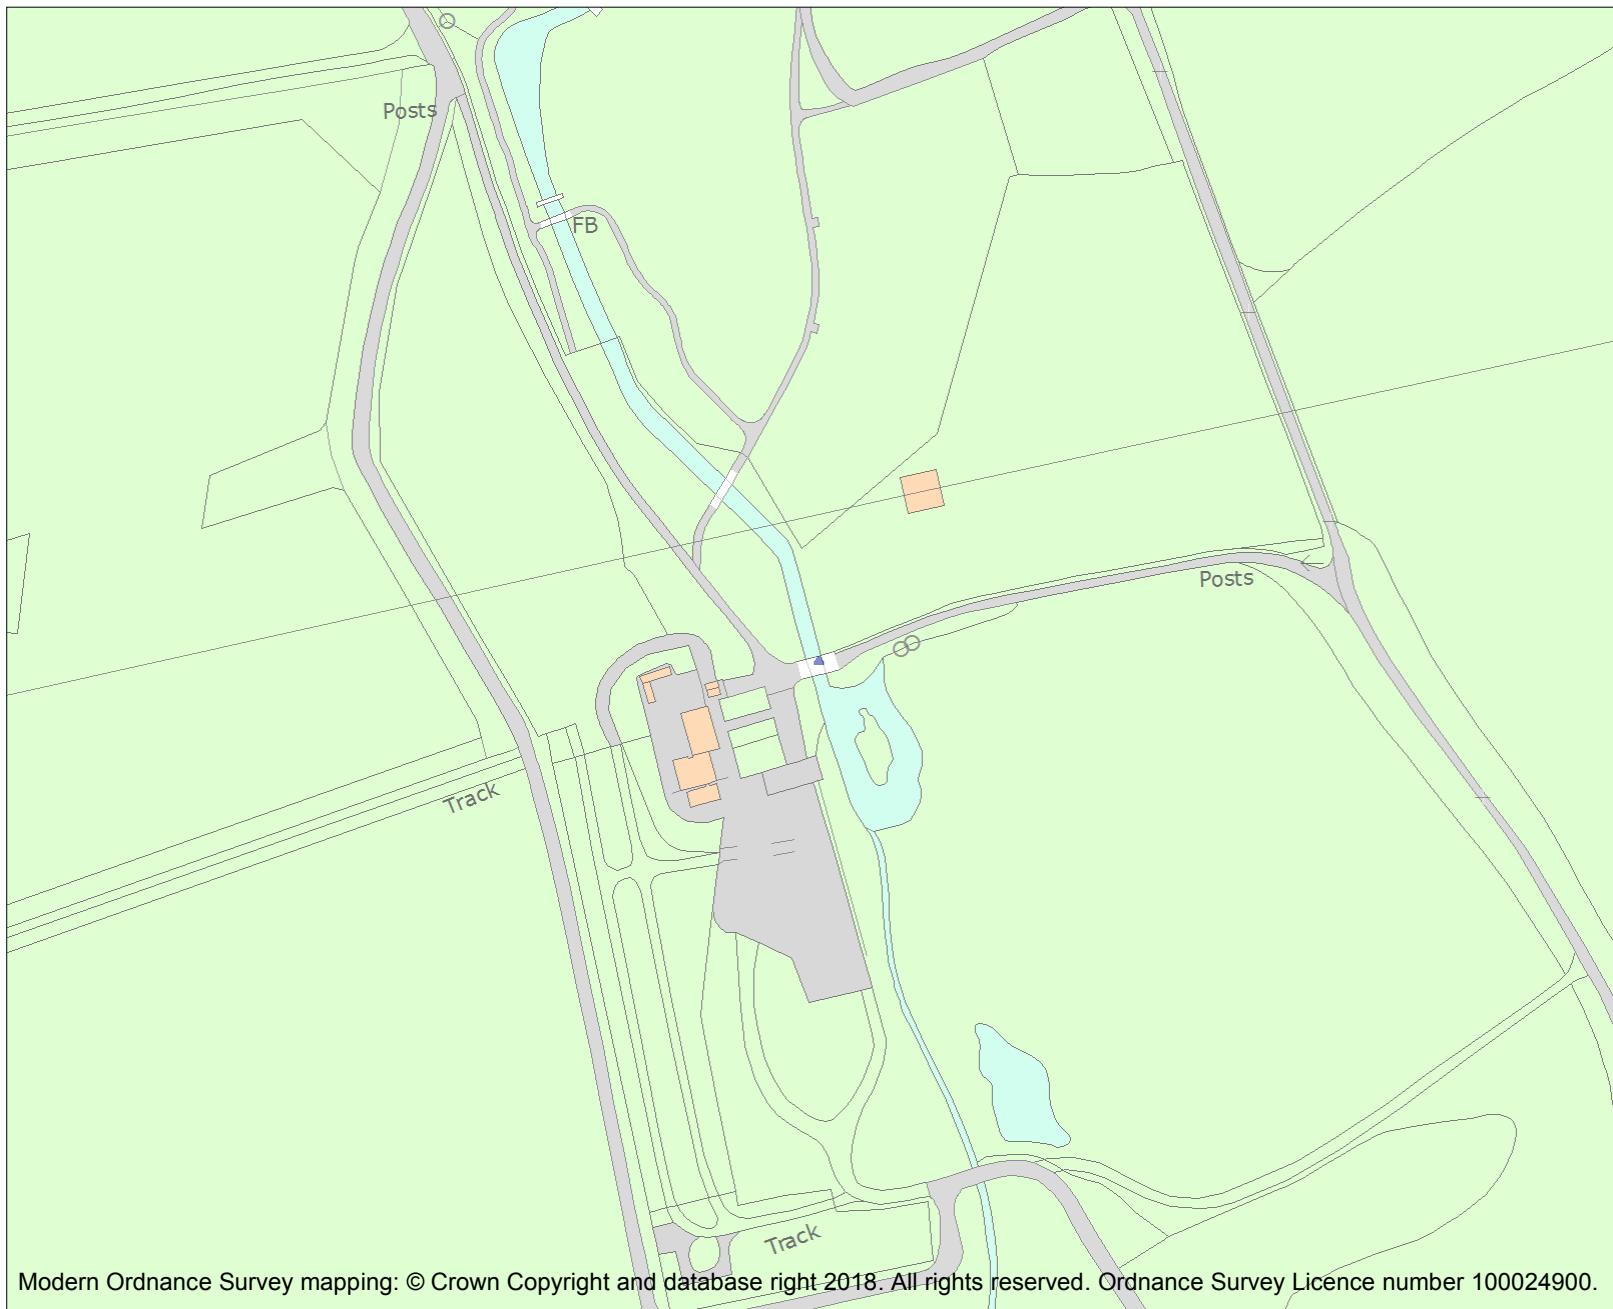 Posts
FB
Posts
Track
Track
Modern Ordnance Survey mapping: © Crown Copyright and database right 2018. All rights reserved. Ordnance Survey Licence number 100024900.